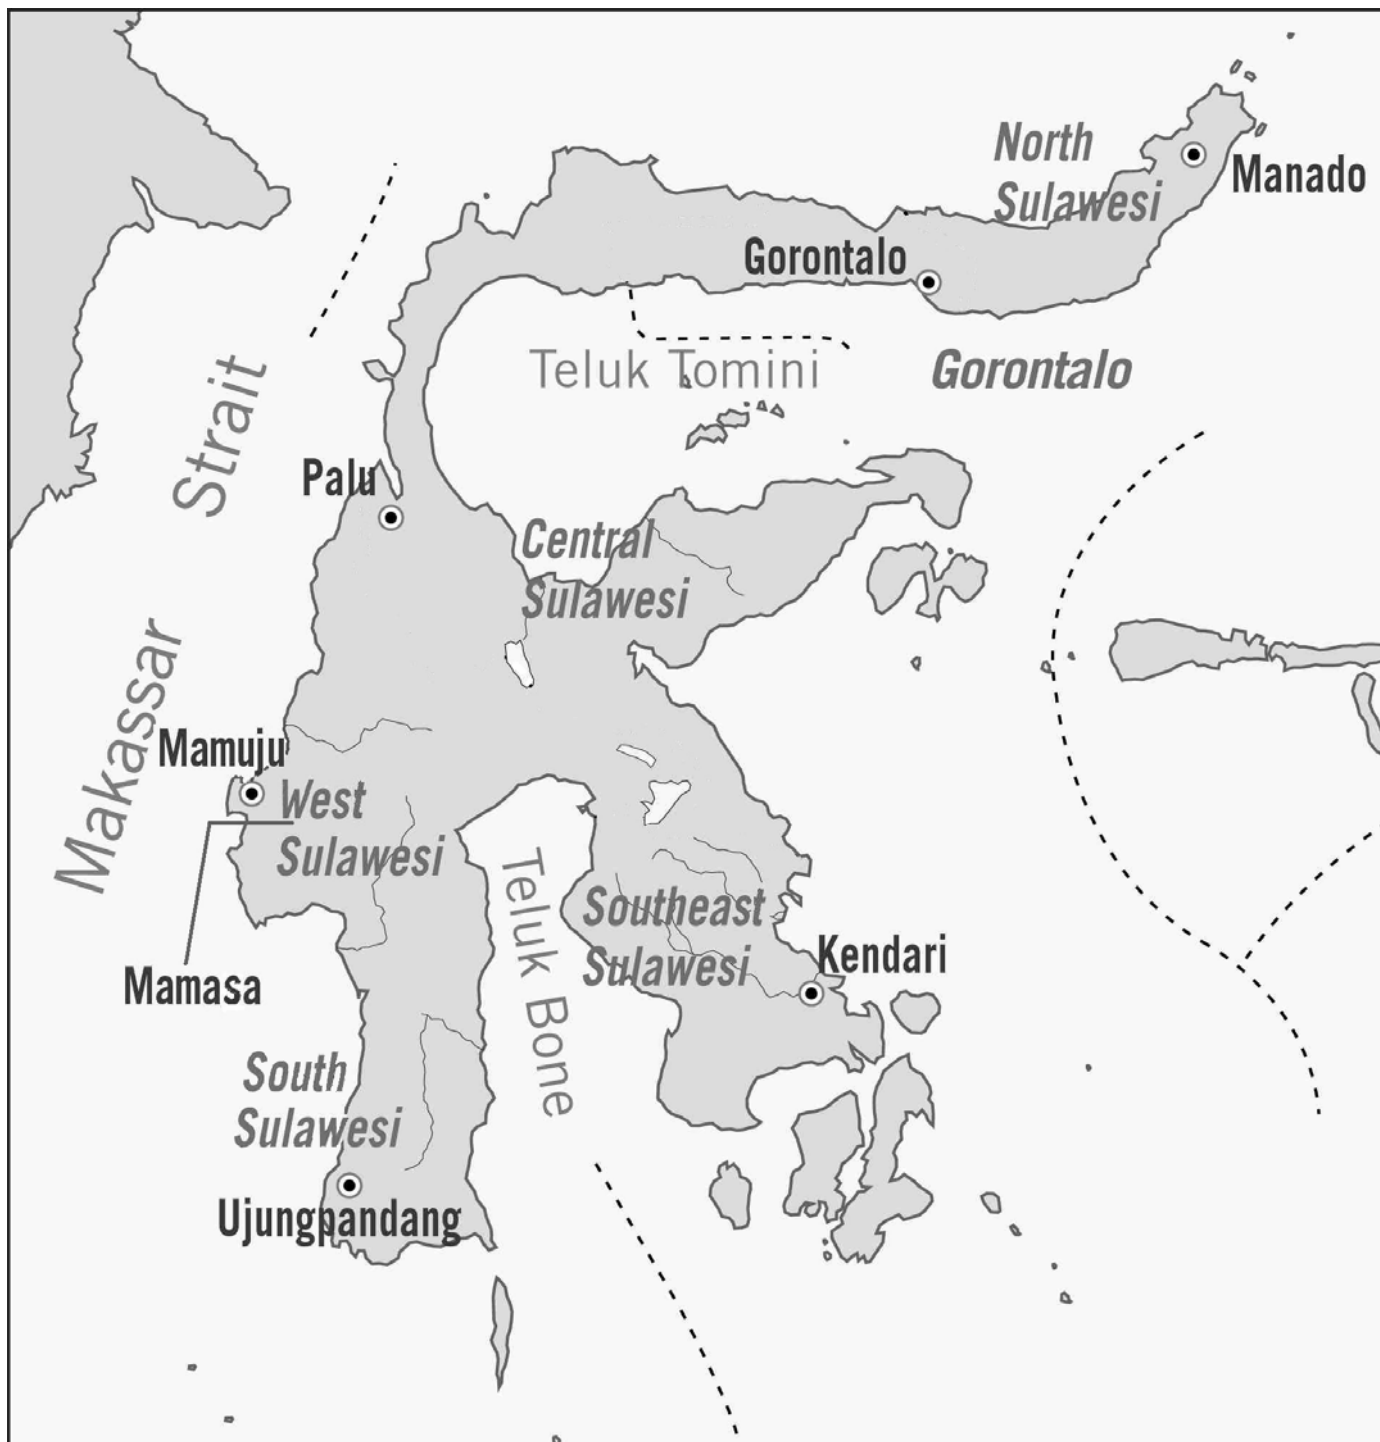 North
Sulawesi
Manado
Gorontalo
Teluk Tomini
Gorontalo
Makassar Strait
Palu
Central
Sulawesi
Mamuju
West
Sulawesi
Mamasa
Teluk Bone
Southeast
Sulawesi
Kendari
South
Sulawesi
Ujungpandang